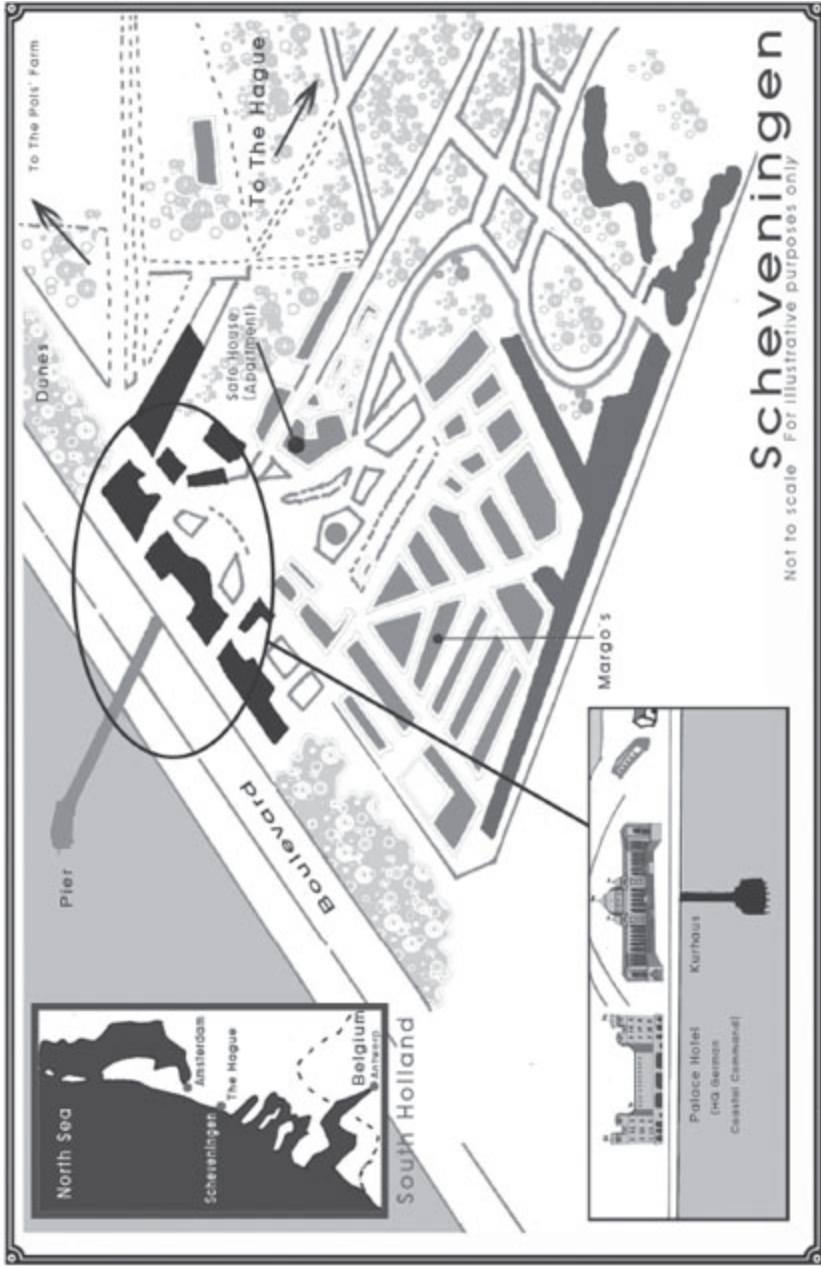 To The Pols' Farm
To The Hague
Dunes
Safe House
(Apartment)
Pier
Boulevard
Margo's
Scheveningen
Not to scale For illustrative purposes only
North Sea
Amsterdam
The Hague
Scheveningen
Belgium
Antwerp
South Holland
Palace Hotel
(HQ German
Coastal Command)
Kurhaus